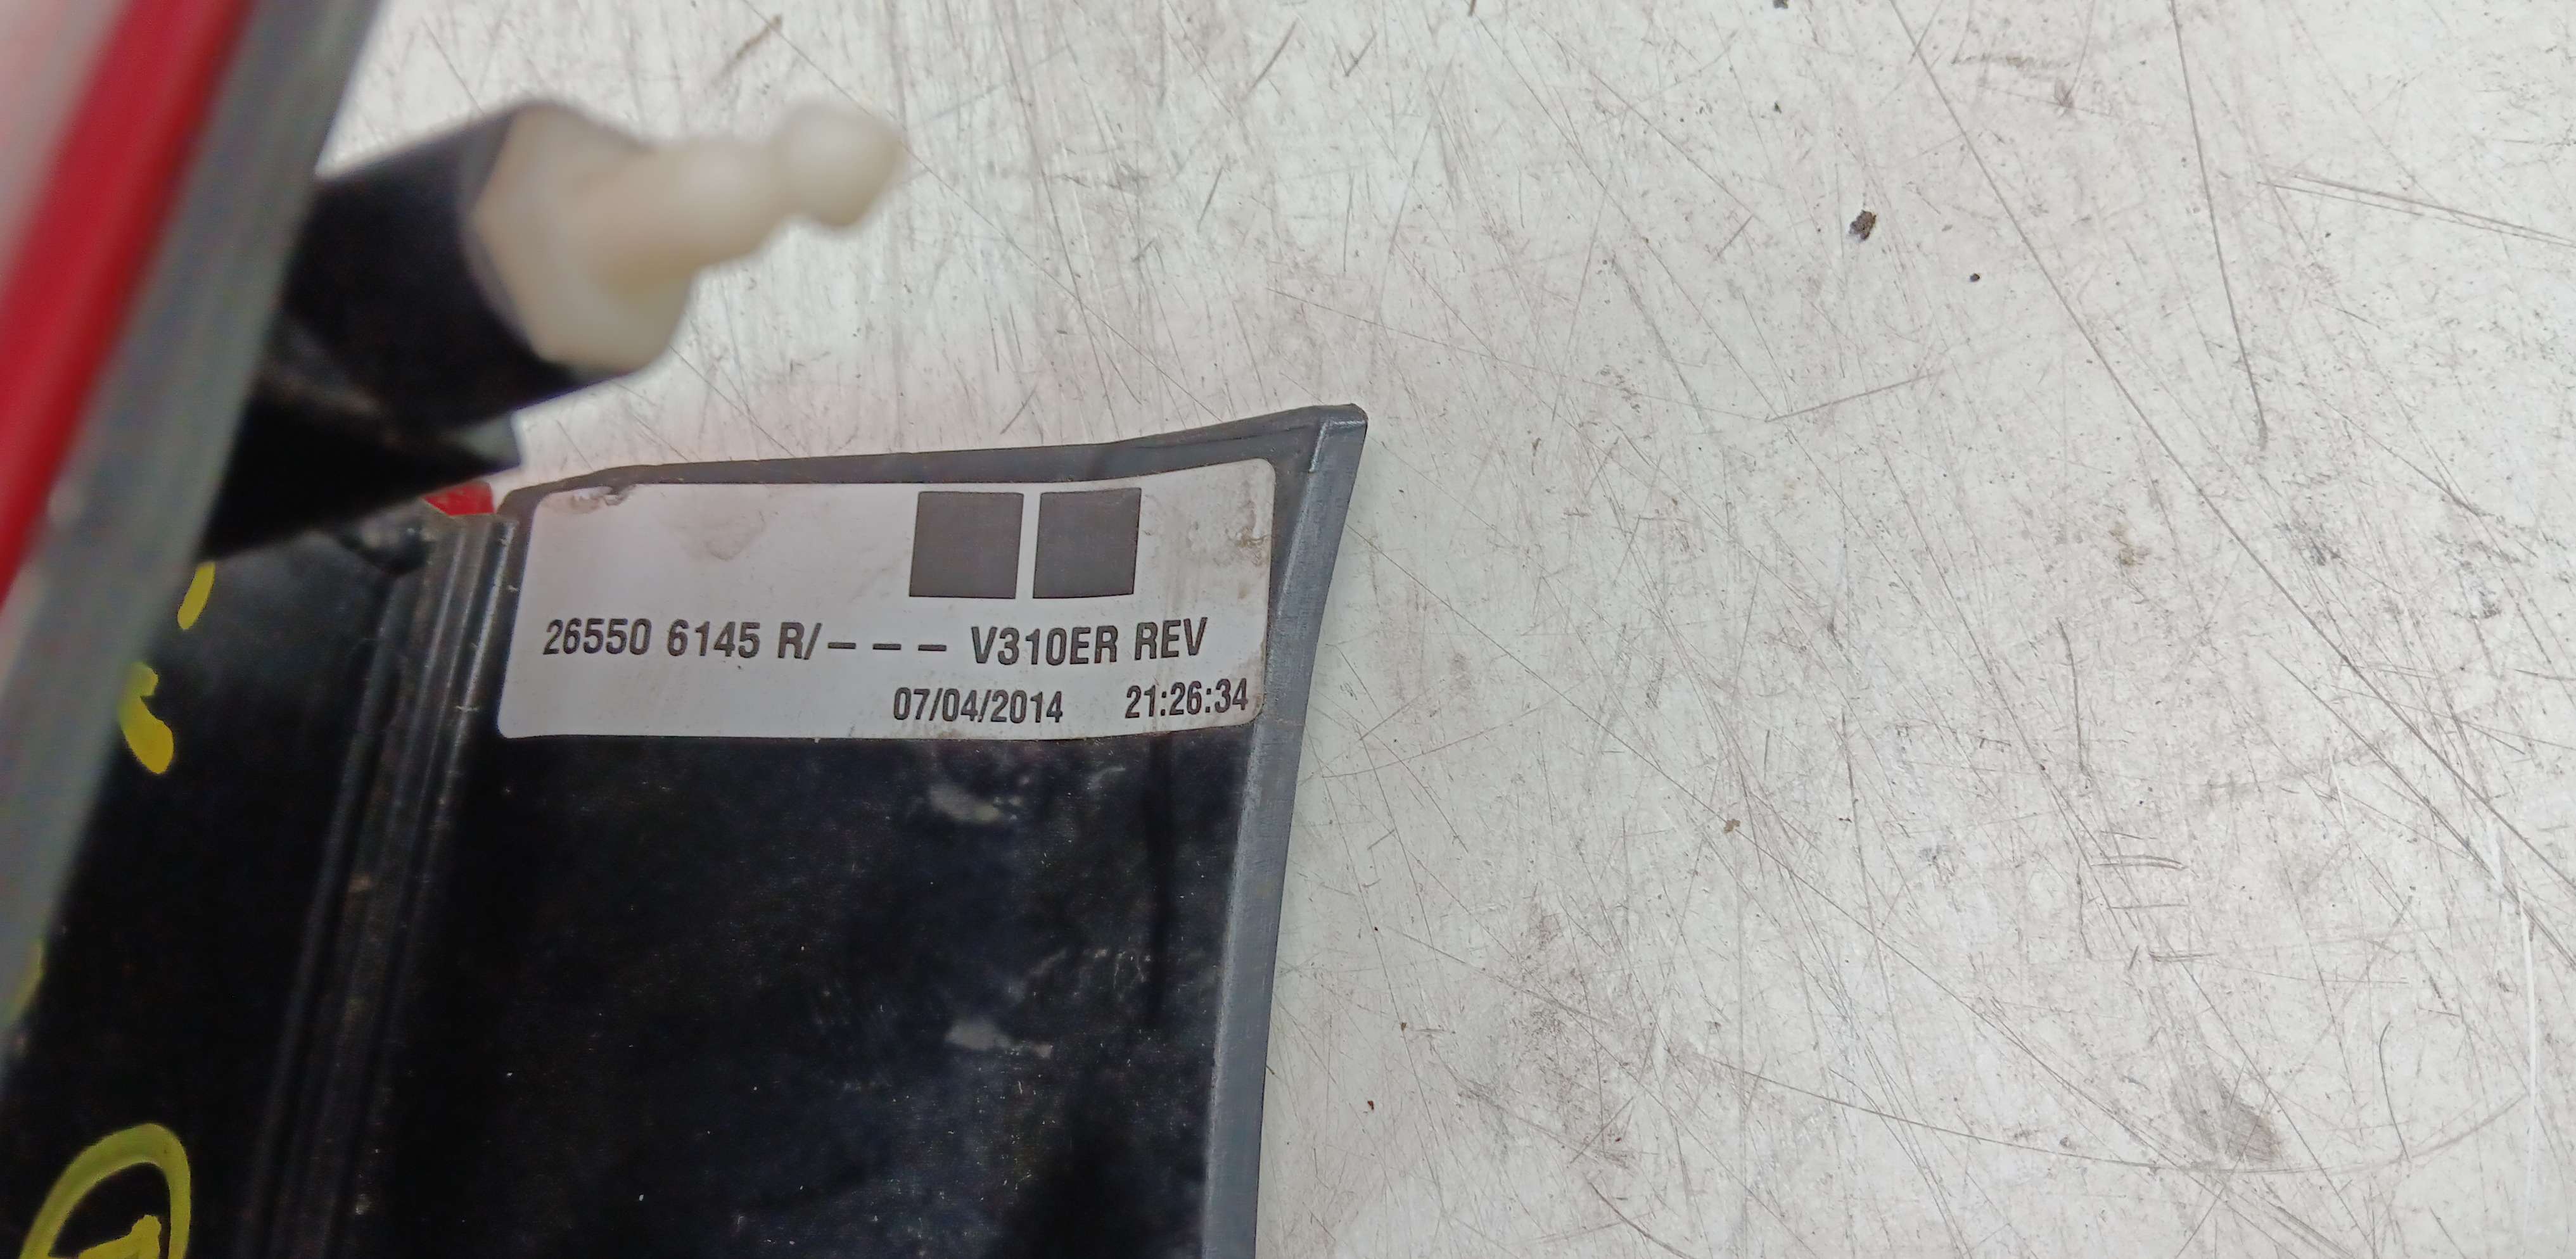 26550 6145 R/– – – V310ER REV
07/04/2014 21:26:34